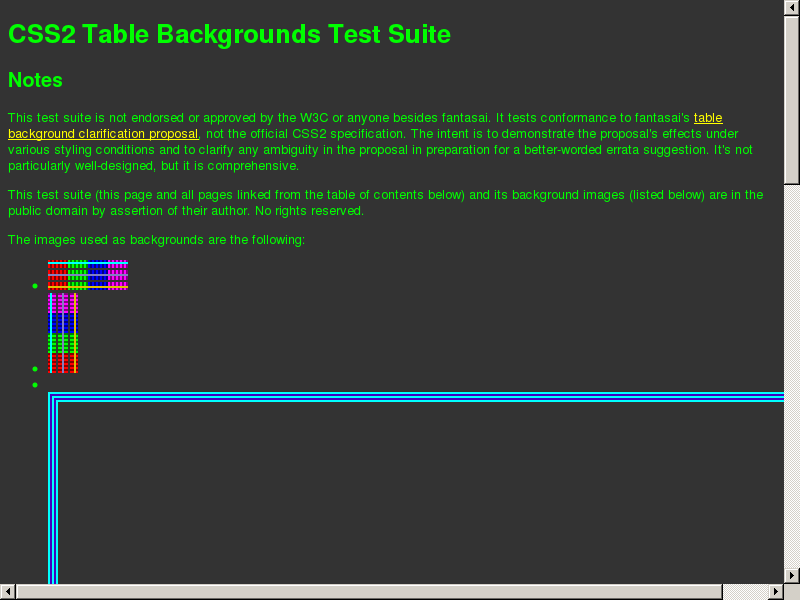 CSS2 Table Backgrounds Test Suite
Notes
This test suite is not endorsed or approved by the W3C or anyone besides fantasai. It tests conformance to fantasai's table
background clarification proposal, not the official CSS2 specification. The intent is to demonstrate the proposal's effects under
various styling conditions and to clarify any ambiguity in the proposal in preparation for a better-worded errata suggestion. It's not
particularly well-designed, but it is comprehensive.
This test suite (this page and all pages linked from the table of contents below) and its background images (listed below) are in the
public domain by assertion of their author. No rights reserved.
The images used as backgrounds are the following: